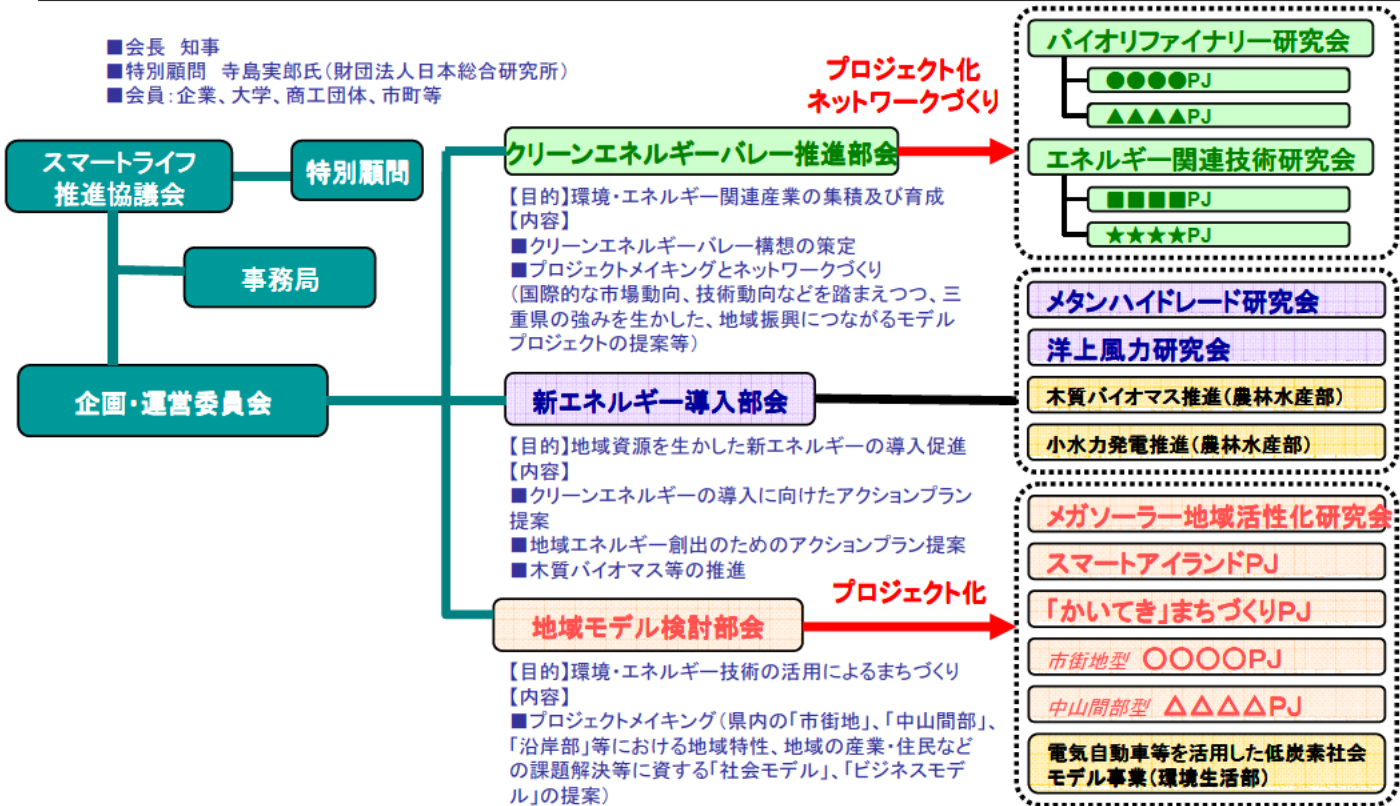 ■会長　知事
■特別顧問　寺島実郎氏（財団法人日本総合研究所）
■会員：企業、大学、商工団体、市町等
スマートライフ
推進協議会
特別顧問
事務局
企画・運営委員会
プロジェクト化
ネットワークづくり
クリーンエネルギーバレー推進部会
【目的】環境・エネルギー関連産業の集積及び育成
【内容】
■クリーンエネルギーバレー構想の策定
■プロジェクトメイキングとネットワークづくり
（国際的な市場動向、技術動向などを踏まえつつ、三
重県の強みを生かした、地域振興につながるモデル
プロジェクトの提案等）
バイオリファイナリー研究会
●●●●PJ
▲▲▲▲PJ
エネルギー関連技術研究会
■■■■PJ
★★★★PJ
新エネルギー導入部会
【目的】地域資源を生かした新エネルギーの導入促進
【内容】
■クリーンエネルギーの導入に向けたアクションプラン
提案
■地域エネルギー創出のためのアクションプラン提案
■木質バイオマス等の推進
メタンハイドレード研究会
洋上風力研究会
木質バイオマス推進（農林水産部）
小水力発電推進（農林水産部）
プロジェクト化
地域モデル検討部会
【目的】環境・エネルギー技術の活用によるまちづくり
【内容】
■プロジェクトメイキング（県内の「市街地」、「中山間部」、
「沿岸部」等における地域特性、地域の産業・住民など
の課題解決等に資する「社会モデル」、「ビジネスモデ
ル」の提案）
メガソーラー地域活性化研究会
スマートアイランドPJ
「かいてき」まちづくりPJ
市街地型 〇〇〇〇PJ
中山間部型 △△△△PJ
電気自動車等を活用した低炭素社会
モデル事業（環境生活部）